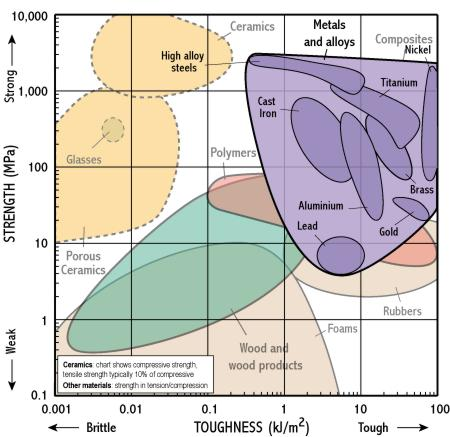 10,000
1,000
100
10
1
0.1
Strong
STRENGTH (MPa)
Weak
Ceramics
Metals
and alloys
Composites
Nickel
High alloy
steels
Titanium
Cast
Iron
Glasses
Polymers
Brass
Aluminium
Gold
Lead
Porous
Ceramics
Rubbers
Foams
Wood and
wood products
Ceramics: chart shows compressive strength,
tensile strength typically 10% of compressive
Other materials: strength in tension/compression
0.001 0.01 0.1 1 10 100
Brittle TOUGHNESS (kJ/m²) Tough